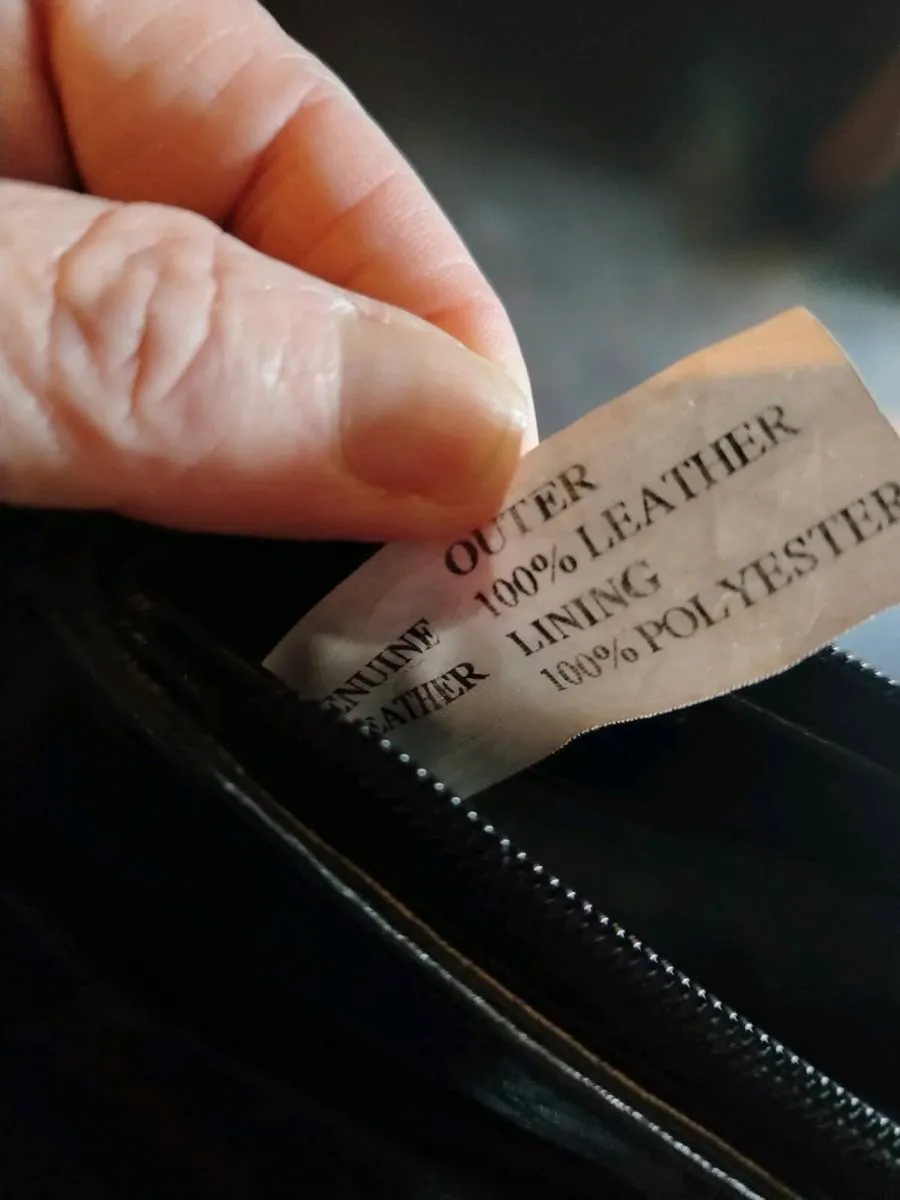 OUTER
100% LEATHER
LINING
100% POLYESTER
ENUINE
EATHER